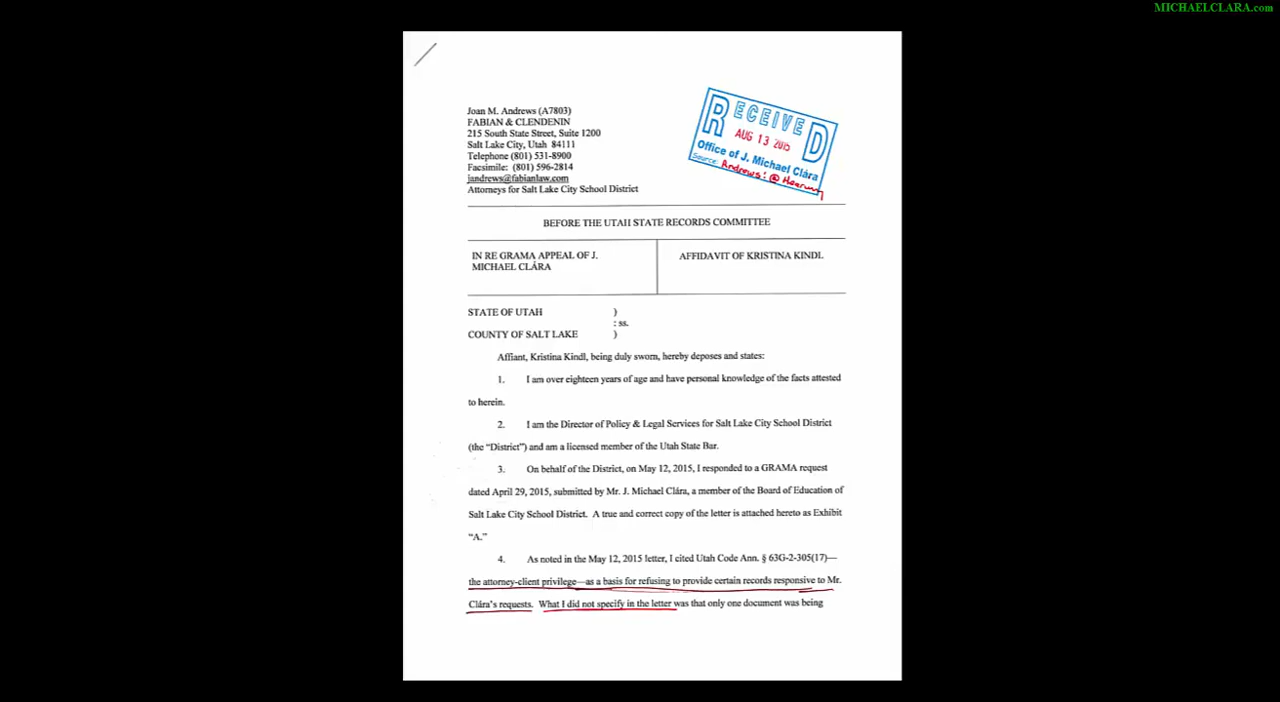 MICHAELCLARA.com
Joan M. Andrews (A7803)
FABIAN & CLENDENIN
215 South State Street, Suite 1200
Salt Lake City, Utah 84111
Telephone (801) 531-8900
Facsimile: (801) 596-2814
jandrews@fabianlaw.com
Attorneys for Salt Lake City School District
RECEIVED
AUG 13 2015
Office of J. Michael Clára
Source: Andrews: @ Hearing
BEFORE THE UTAH STATE RECORDS COMMITTEE
IN RE GRAMA APPEAL OF J.
MICHAEL CLÁRA
AFFIDAVIT OF KRISTINA KINDL
STATE OF UTAH )
: ss.
COUNTY OF SALT LAKE )
Affiant, Kristina Kindl, being duly sworn, hereby deposes and states:
1. I am over eighteen years of age and have personal knowledge of the facts attested
to herein.
2. I am the Director of Policy & Legal Services for Salt Lake City School District
(the “District”) and am a licensed member of the Utah State Bar.
3. On behalf of the District, on May 12, 2015, I responded to a GRAMA request
dated April 29, 2015, submitted by Mr. J. Michael Clára, a member of the Board of Education of
Salt Lake City School District. A true and correct copy of the letter is attached hereto as Exhibit
“A.”
4. As noted in the May 12, 2015 letter, I cited Utah Code Ann. § 63G-2-305(17)—
the attorney-client privilege—as a basis for refusing to provide certain records responsive to Mr.
Clára's requests. What I did not specify in the letter was that only one document was being